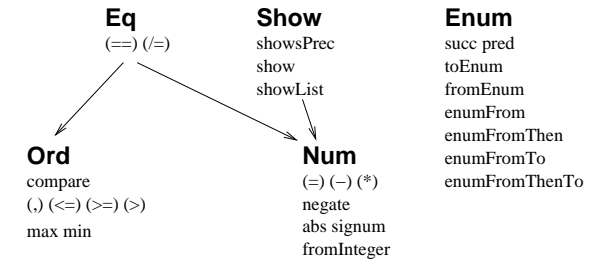 Eq
(==) (/=)
Show
showsPrec
show
showList
Enum
succ pred
toEnum
fromEnum
enumFrom
enumFromThen
enumFromTo
enumFromThenTo
Ord
compare
(,) (<=) (>=) (>)
max min
Num
(=) (−) (*)
negate
abs signum
fromInteger